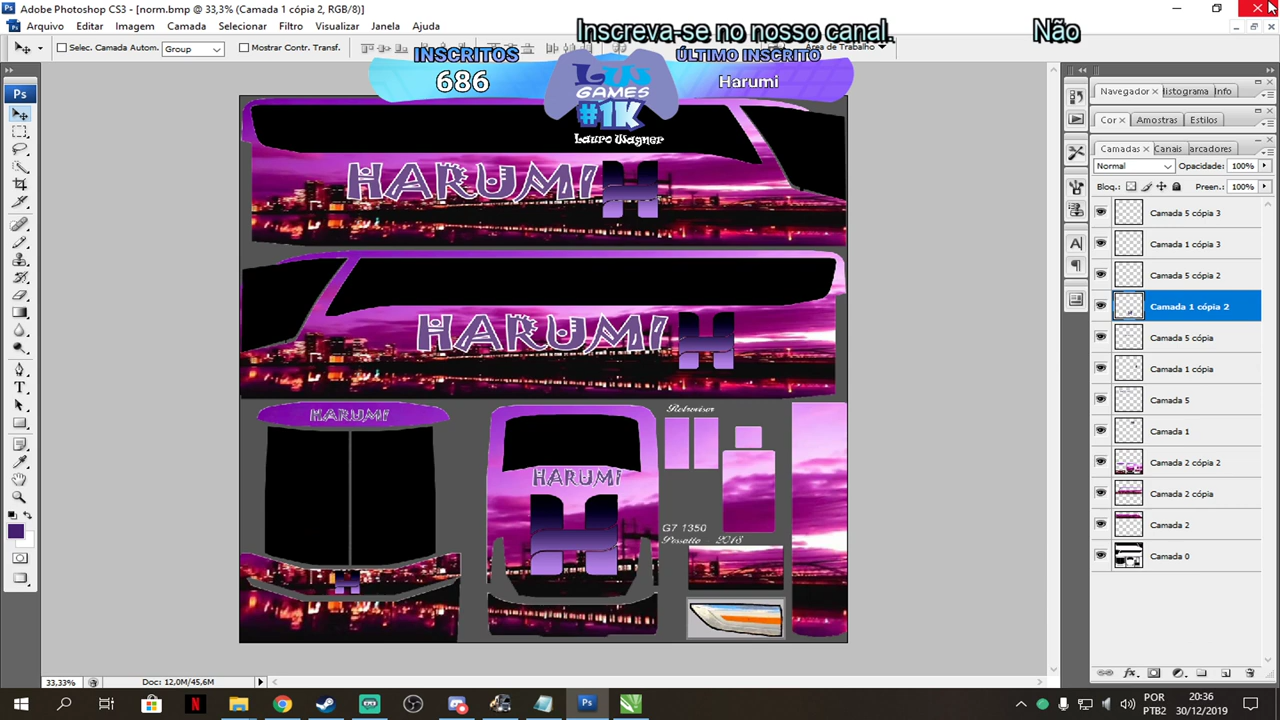 Adobe Photoshop CS3 - [norm.bmp @ 33,3% (Camada 1 cópia 2, RGB/8)]
Arquivo Editar Imagem Camada Selecionar Filtro Visualizar Janela Ajuda
Inscreva-se no nosso canal. Não
Selec. Camada Autom. Group Mostrar Contr. Transf. Área de Trabalho
INSCRITOS
686
LUW
GAMES
#1K
Lauro Wagner
ÚLTIMO INSCRITO
Harumi
Ps
HARUMI H
HARUMI H
HARUMI
H
HARUMI
H
Retrovisor
G7 1350
Pessatto - 2018
Navegador Histograma Info
Cor Amostras Estilos
Camadas Canais arcadores
Normal Opacidade: 100%
Bloq.: Preen.: 100%
Camada 5 cópia 3
Camada 1 cópia 3
Camada 5 cópia 2
Camada 1 cópia 2
Camada 5 cópia
Camada 1 cópia
Camada 5
Camada 1
Camada 2 cópia 2
Camada 2 cópia
Camada 2
Camada 0
33,33% Doc: 12,0M/45,6M
POR
PTB2
20:36
30/12/2019